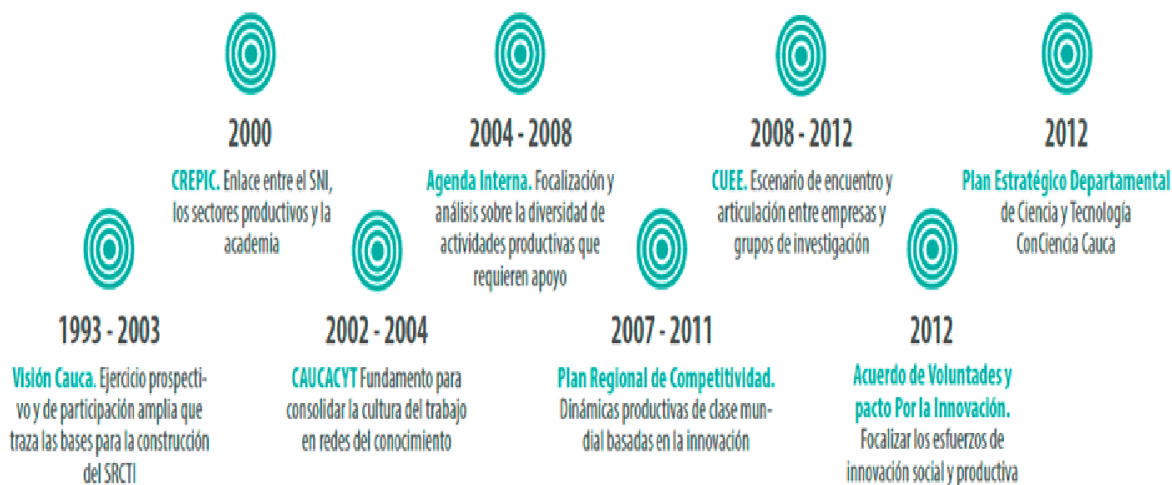 2000
CREPIC. Enlace entre el SNI,
los sectores productivos y la
academia
2004 - 2008
Agenda Interna. Focalización y
análisis sobre la diversidad de
actividades productivas que
requieren apoyo
2008 - 2012
CUEE. Escenario de encuentro y
articulación entre empresas y
grupos de investigación
2012
Plan Estratégico Departamental
de Ciencia y Tecnología
ConCiencia Cauca
1993 - 2003
Visión Cauca. Ejercicio prospecti-
vo y de participación amplia que
traza las bases para la construcción
del SRCTI
2002 - 2004
CAUCACYT Fundamento para
consolidar la cultura del trabajo
en redes del conocimiento
2007 - 2011
Plan Regional de Competitividad.
Dinámicas productivas de clase mun-
dial basadas en la innovación
2012
Acuerdo de Voluntades y
pacto Por la Innovación.
Focalizar los esfuerzos de
innovación social y productiva